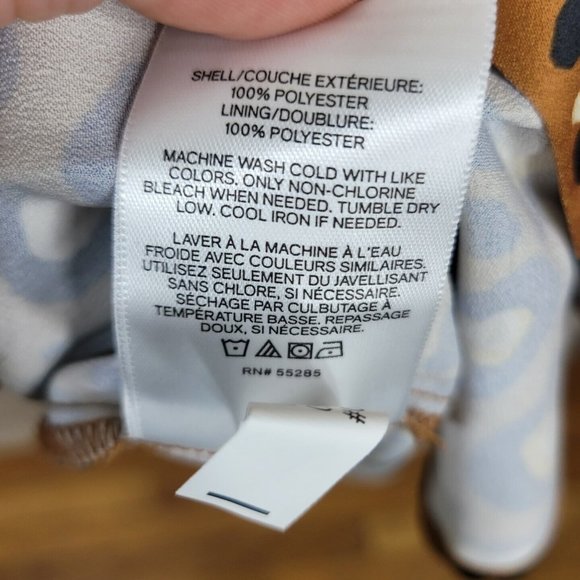 SHELL/COUCHE EXTÉRIEURE:
100% POLYESTER
LINING/DOUBLURE:
100% POLYESTER
MACHINE WASH COLD WITH LIKE
COLORS. ONLY NON-CHLORINE
BLEACH WHEN NEEDED. TUMBLE DRY
LOW. COOL IRON IF NEEDED.
LAVER À LA MACHINE À L'EAU
FROIDE AVEC COULEURS SIMILAIRES.
UTILISEZ SEULEMENT DU JAVELLISANT
SANS CHLORE, SI NÉCESSAIRE.
SÉCHAGE PAR CULBUTAGE À
TEMPÉRATURE BASSE. REPASSAGE
DOUX, SI NÉCESSAIRE.
RN# 55285